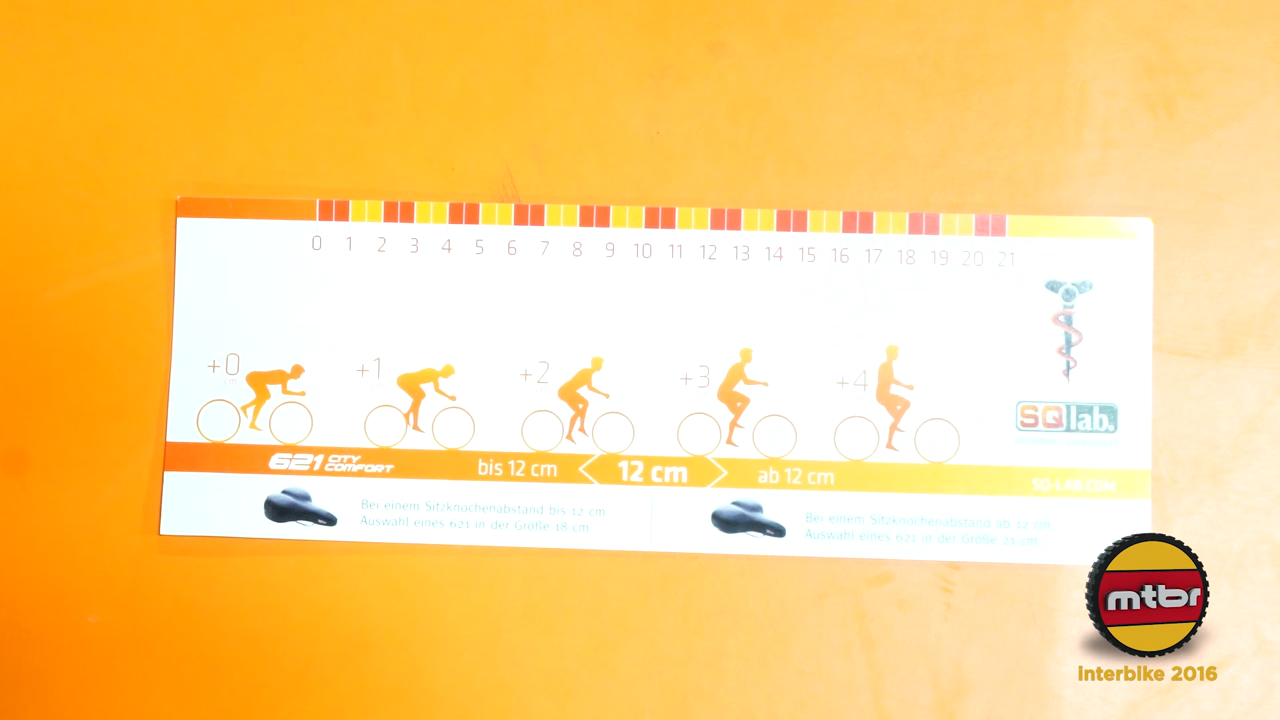 0 1 2 3 4 5 6 7 8 9 10 11 12 13 14 15 16 17 18 19 20 21
+0 +1 +2 +3 +4
cm
SQlab.
621 CITY COMFORT bis 12 cm 12 cm ab 12 cm SQ-LAB.COM
Bei einem Sitzknochenabstand bis 12 cm
Auswahl eines 621 in der Größe 18 cm
Bei einem Sitzknochenabstand ab 12 cm
Auswahl eines 621 in der Größe 21 cm
mtbr
interbike 2016